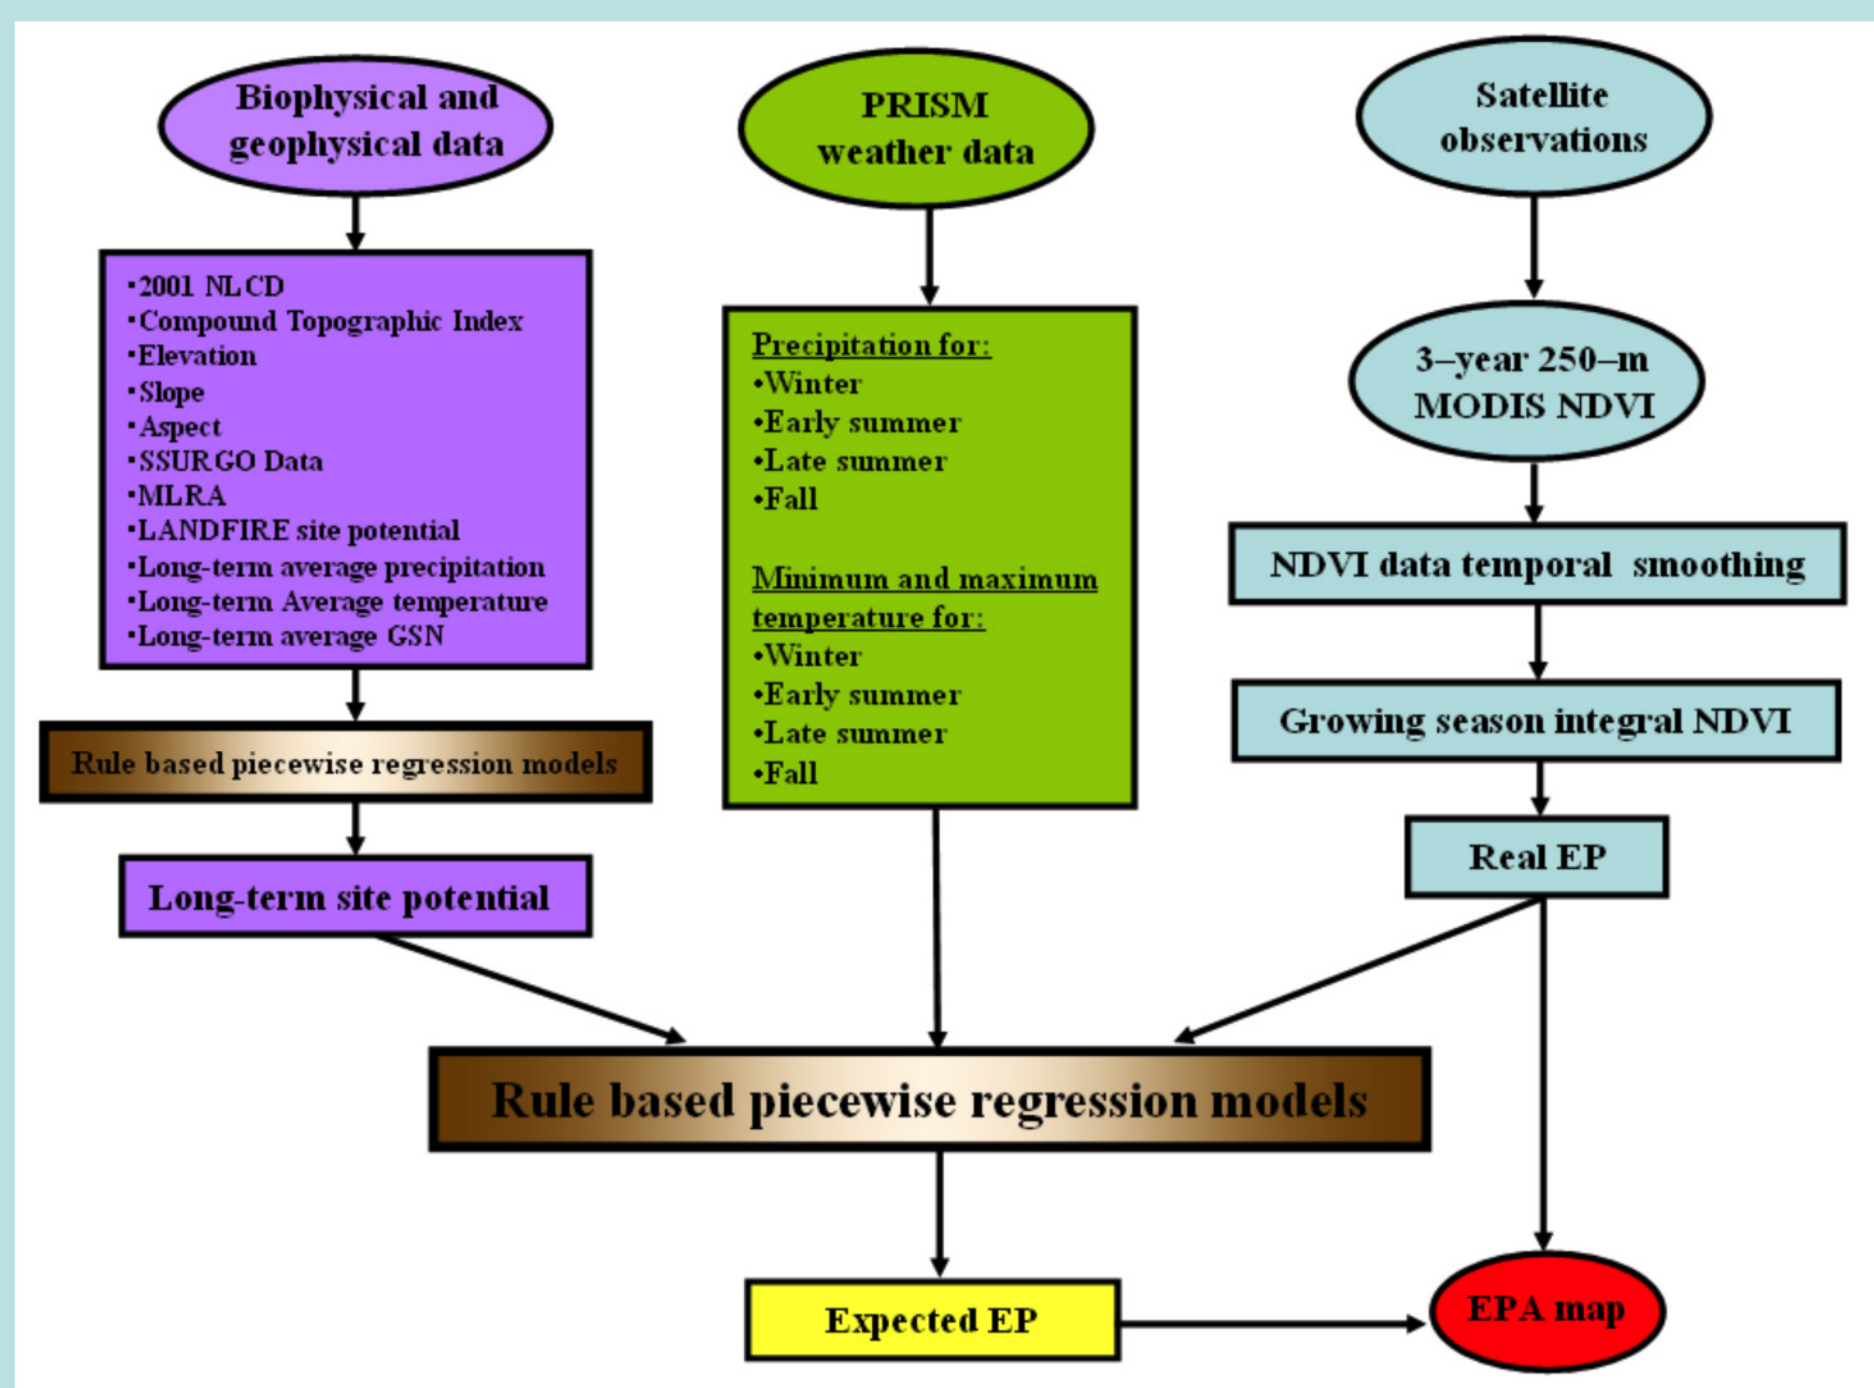 Biophysical and
geophysical data
▪2001 NLCD
▪Compound Topographic Index
▪Elevation
▪Slope
▪Aspect
▪SSURGO Data
▪MLRA
▪LANDFIRE site potential
▪Long-term average precipitation
▪Long-term Average temperature
▪Long-term average GSN
Rule based piecewise regression models
Long-term site potential
PRISM
weather data
Precipitation for:
•Winter
•Early summer
•Late summer
•Fall
Minimum and maximum
temperature for:
•Winter
•Early summer
•Late summer
•Fall
Satellite
observations
3–year 250–m
MODIS NDVI
NDVI data temporal smoothing
Growing season integral NDVI
Real EP
Rule based piecewise regression models
Expected EP
EPA map